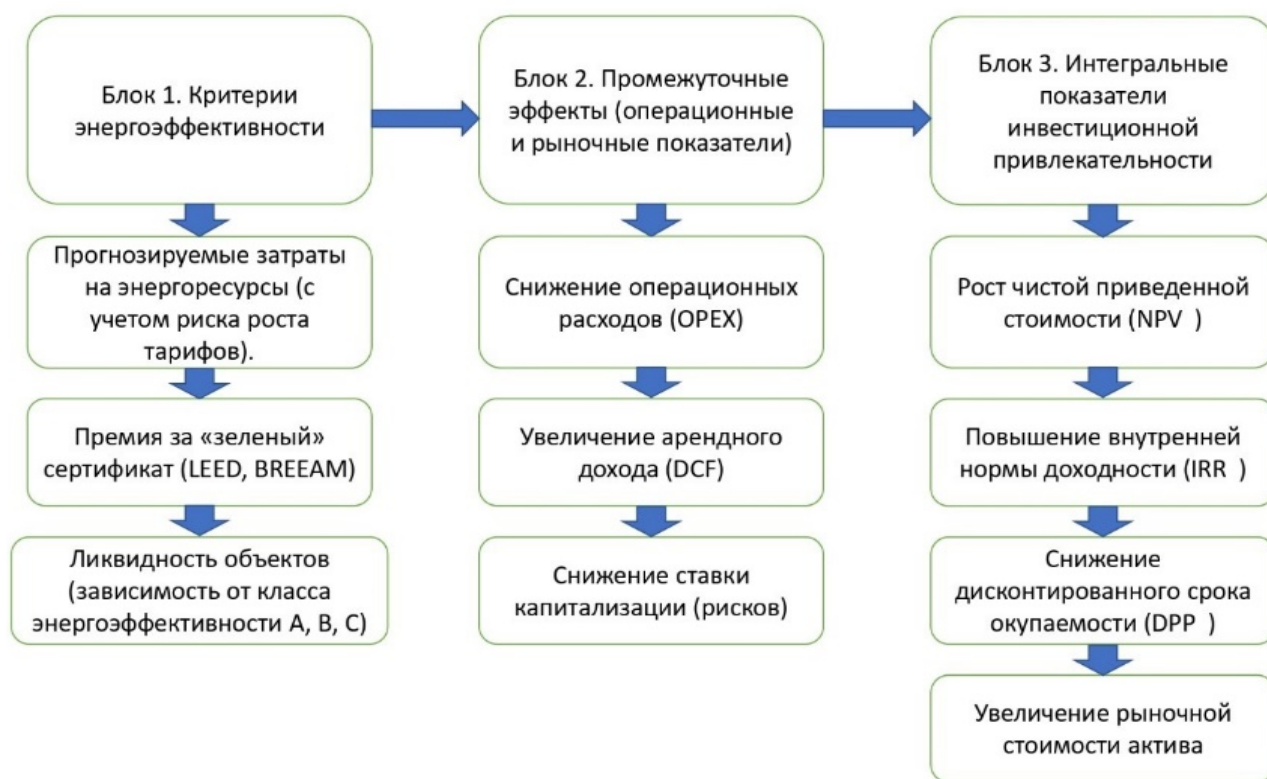 Блок 1. Критерии
энергоэффективности
Прогнозируемые затраты
на энергоресурсы (с
учетом риска роста
тарифов).
Премия за «зеленый»
сертификат (LEED, BREEAM)
Ликвидность объектов
(зависимость от класса
энергоэффективности A, B, C)
Блок 2. Промежуточные
эффекты (операционные
и рыночные показатели)
Снижение операционных
расходов (OPEX)
Увеличение арендного
дохода (DCF)
Снижение ставки
капитализации (рисков)
Блок 3. Интегральные
показатели
инвестиционной
привлекательности
Рост чистой приведенной
стоимости (NPV )
Повышение внутренней
нормы доходности (IRR )
Снижение
дисконтированного срока
окупаемости (DPP )
Увеличение рыночной
стоимости актива